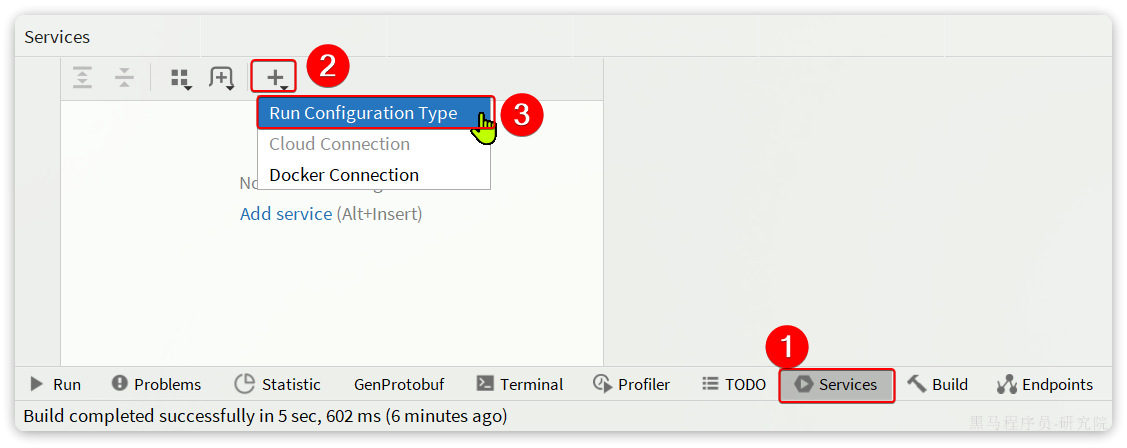 Services
2
Run Configuration Type
3
Cloud Connection
Docker Connection
No
Add service (Alt+Insert)
1
Run
Problems
Statistic
GenProtobuf
Terminal
Profiler
TODO
Services
Build
Endpoints
Build completed successfully in 5 sec, 602 ms (6 minutes ago)
黑马程序员-研究院